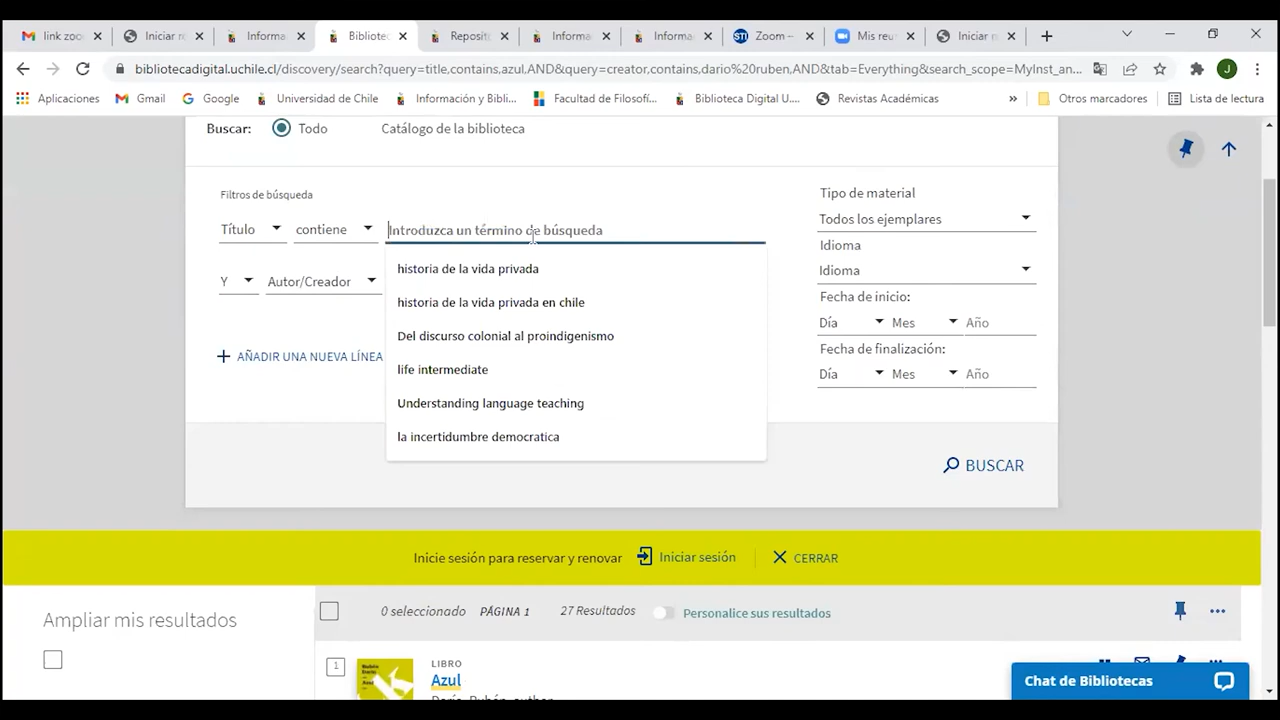 link zoo
Iniciar r
Informa
Bibliotec
Reposit
Informa
Informa
STI Zoom –
Mis reu
Iniciar m
bibliotecadigital.uchile.cl/discovery/search?query=title,contains,azul,AND&query=creator,contains,dario%20ruben,AND&tab=Everything&search_scope=MyInst_an...
J
Aplicaciones Gmail Google Universidad de Chile Información y Bibli... Facultad de Filosofí... Biblioteca Digital U.... Revistas Académicas » Otros marcadores Lista de lectura
Buscar: Todo Catálogo de la biblioteca
Filtros de búsqueda
Título contiene Introduzca un término de búsqueda
historia de la vida privada
historia de la vida privada en chile
Del discurso colonial al proindigenismo
life intermediate
Understanding language teaching
la incertidumbre democratica
Y Autor/Creador
+ AÑADIR UNA NUEVA LÍNEA
Tipo de material
Todos los ejemplares
Idioma
Idioma
Fecha de inicio:
Día Mes Año
Fecha de finalización:
Día Mes Año
BUSCAR
Inicie sesión para reservar y renovar Iniciar sesión CERRAR
Ampliar mis resultados
0 seleccionado PÁGINA 1 27 Resultados Personalice sus resultados
1
LIBRO
Azul
Darío, Rubén, author.
Chat de Bibliotecas